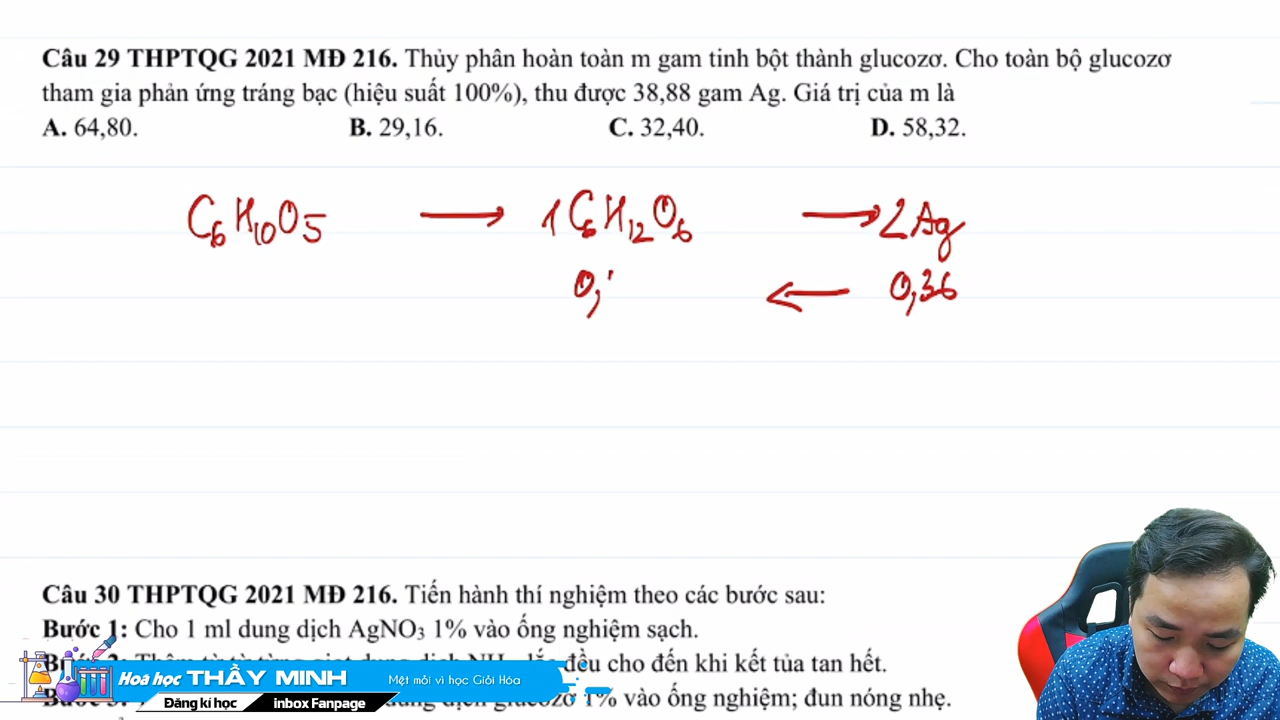 Câu 29 THPTQG 2021 MĐ 216. Thủy phân hoàn toàn m gam tinh bột thành glucozơ. Cho toàn bộ glucozơ
tham gia phản ứng tráng bạc (hiệu suất 100%), thu được 38,88 gam Ag. Giá trị của m là
A. 64,80. B. 29,16. C. 32,40. D. 58,32.
C6H10O5 → 1C6H12O6 → 2Ag
0, ← 0,36
Câu 30 THPTQG 2021 MĐ 216. Tiến hành thí nghiệm theo các bước sau:
Bước 1: Cho 1 ml dung dịch AgNO₃ 1% vào ống nghiệm sạch.
đều cho đến khi kết tủa tan hết.
1% vào ống nghiệm; đun nóng nhẹ.
Hoá học THẦY MINH
Mệt mỏi vì học Giỏi Hóa
Đăng kí học inbox Fanpage